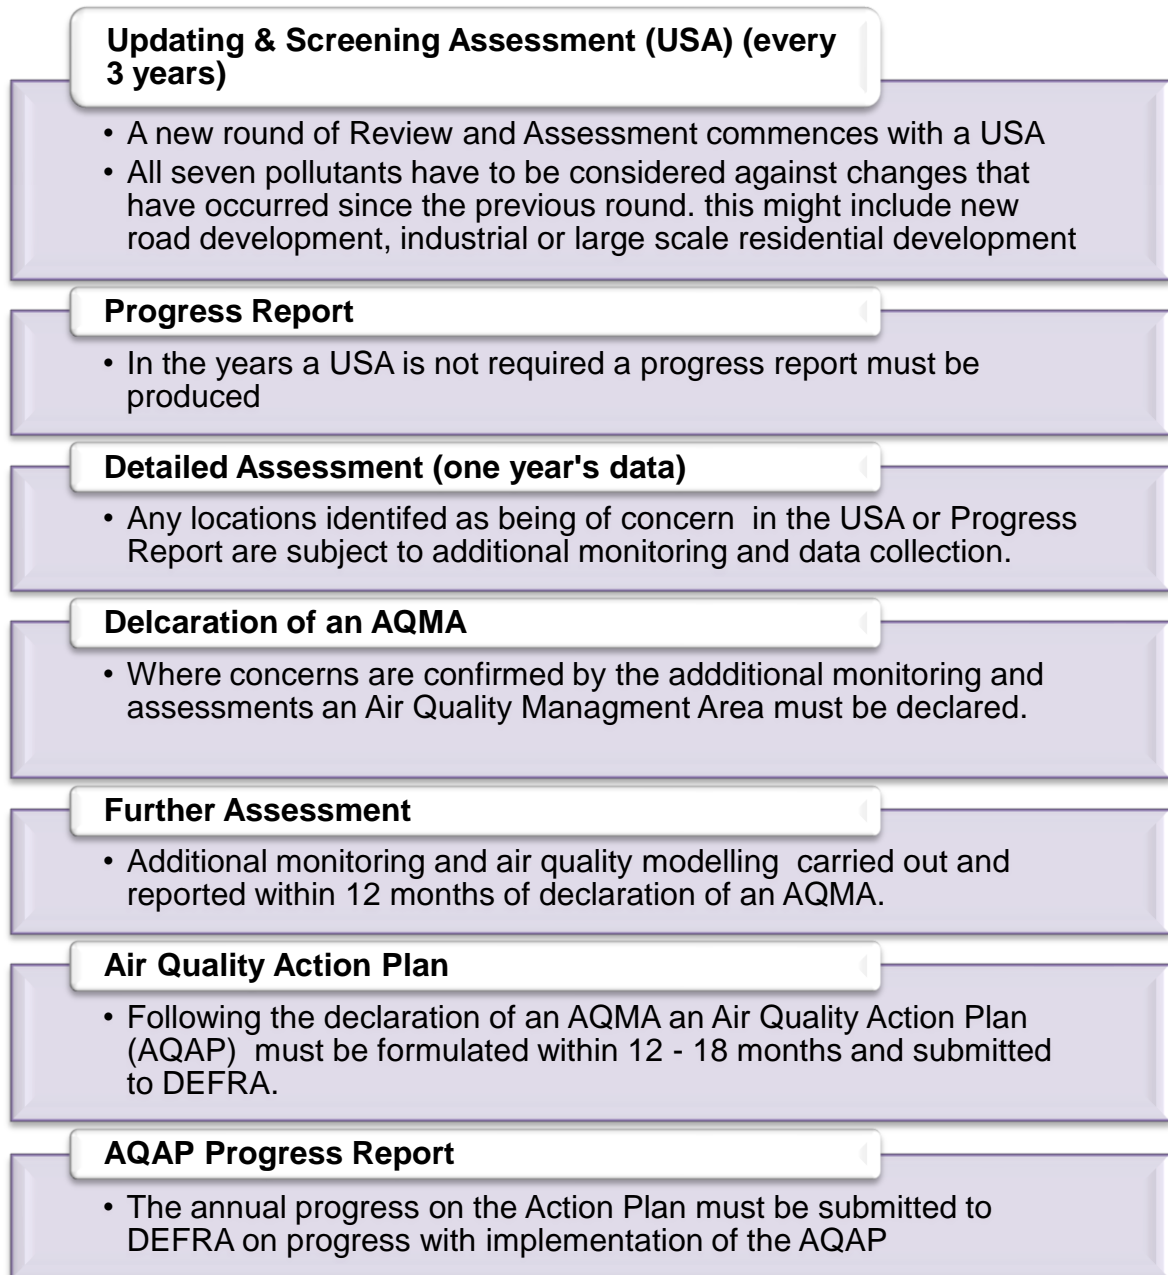 Updating & Screening Assessment (USA) (every
3 years)
• A new round of Review and Assessment commences with a USA
• All seven pollutants have to be considered against changes that
have occurred since the previous round. this might include new
road development, industrial or large scale residential development
Progress Report
• In the years a USA is not required a progress report must be
produced
Detailed Assessment (one year's data)
• Any locations identifed as being of concern  in the USA or Progress
Report are subject to additional monitoring and data collection.
Delcaration of an AQMA
• Where concerns are confirmed by the addditional monitoring and
assessments an Air Quality Managment Area must be declared.
Further Assessment
• Additional monitoring and air quality modelling  carried out and
reported within 12 months of declaration of an AQMA.
Air Quality Action Plan
• Following the declaration of an AQMA an Air Quality Action Plan
(AQAP)  must be formulated within 12 - 18 months and submitted
to DEFRA.
AQAP Progress Report
• The annual progress on the Action Plan must be submitted to
DEFRA on progress with implementation of the AQAP